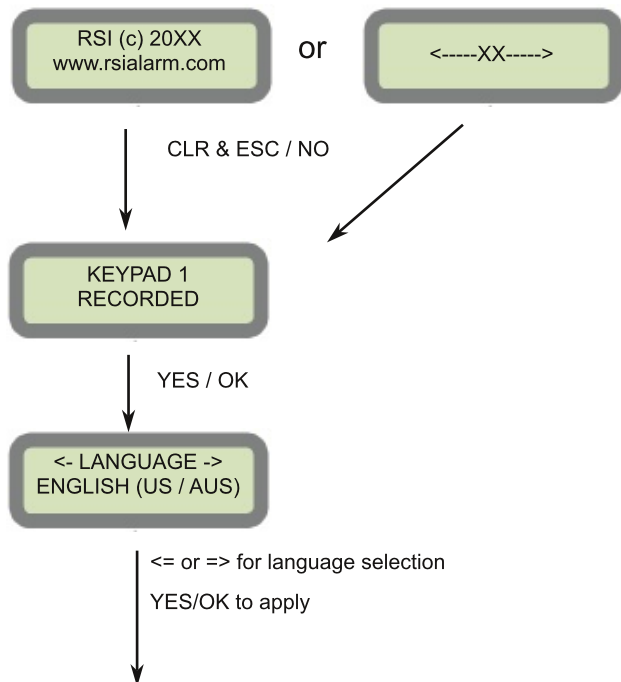 RSI (c) 20XX
www.rsialarm.com
or
<-----XX----->
CLR & ESC / NO
KEYPAD 1
RECORDED
YES / OK
<- LANGUAGE ->
ENGLISH (US / AUS)
<= or => for language selection
YES/OK to apply